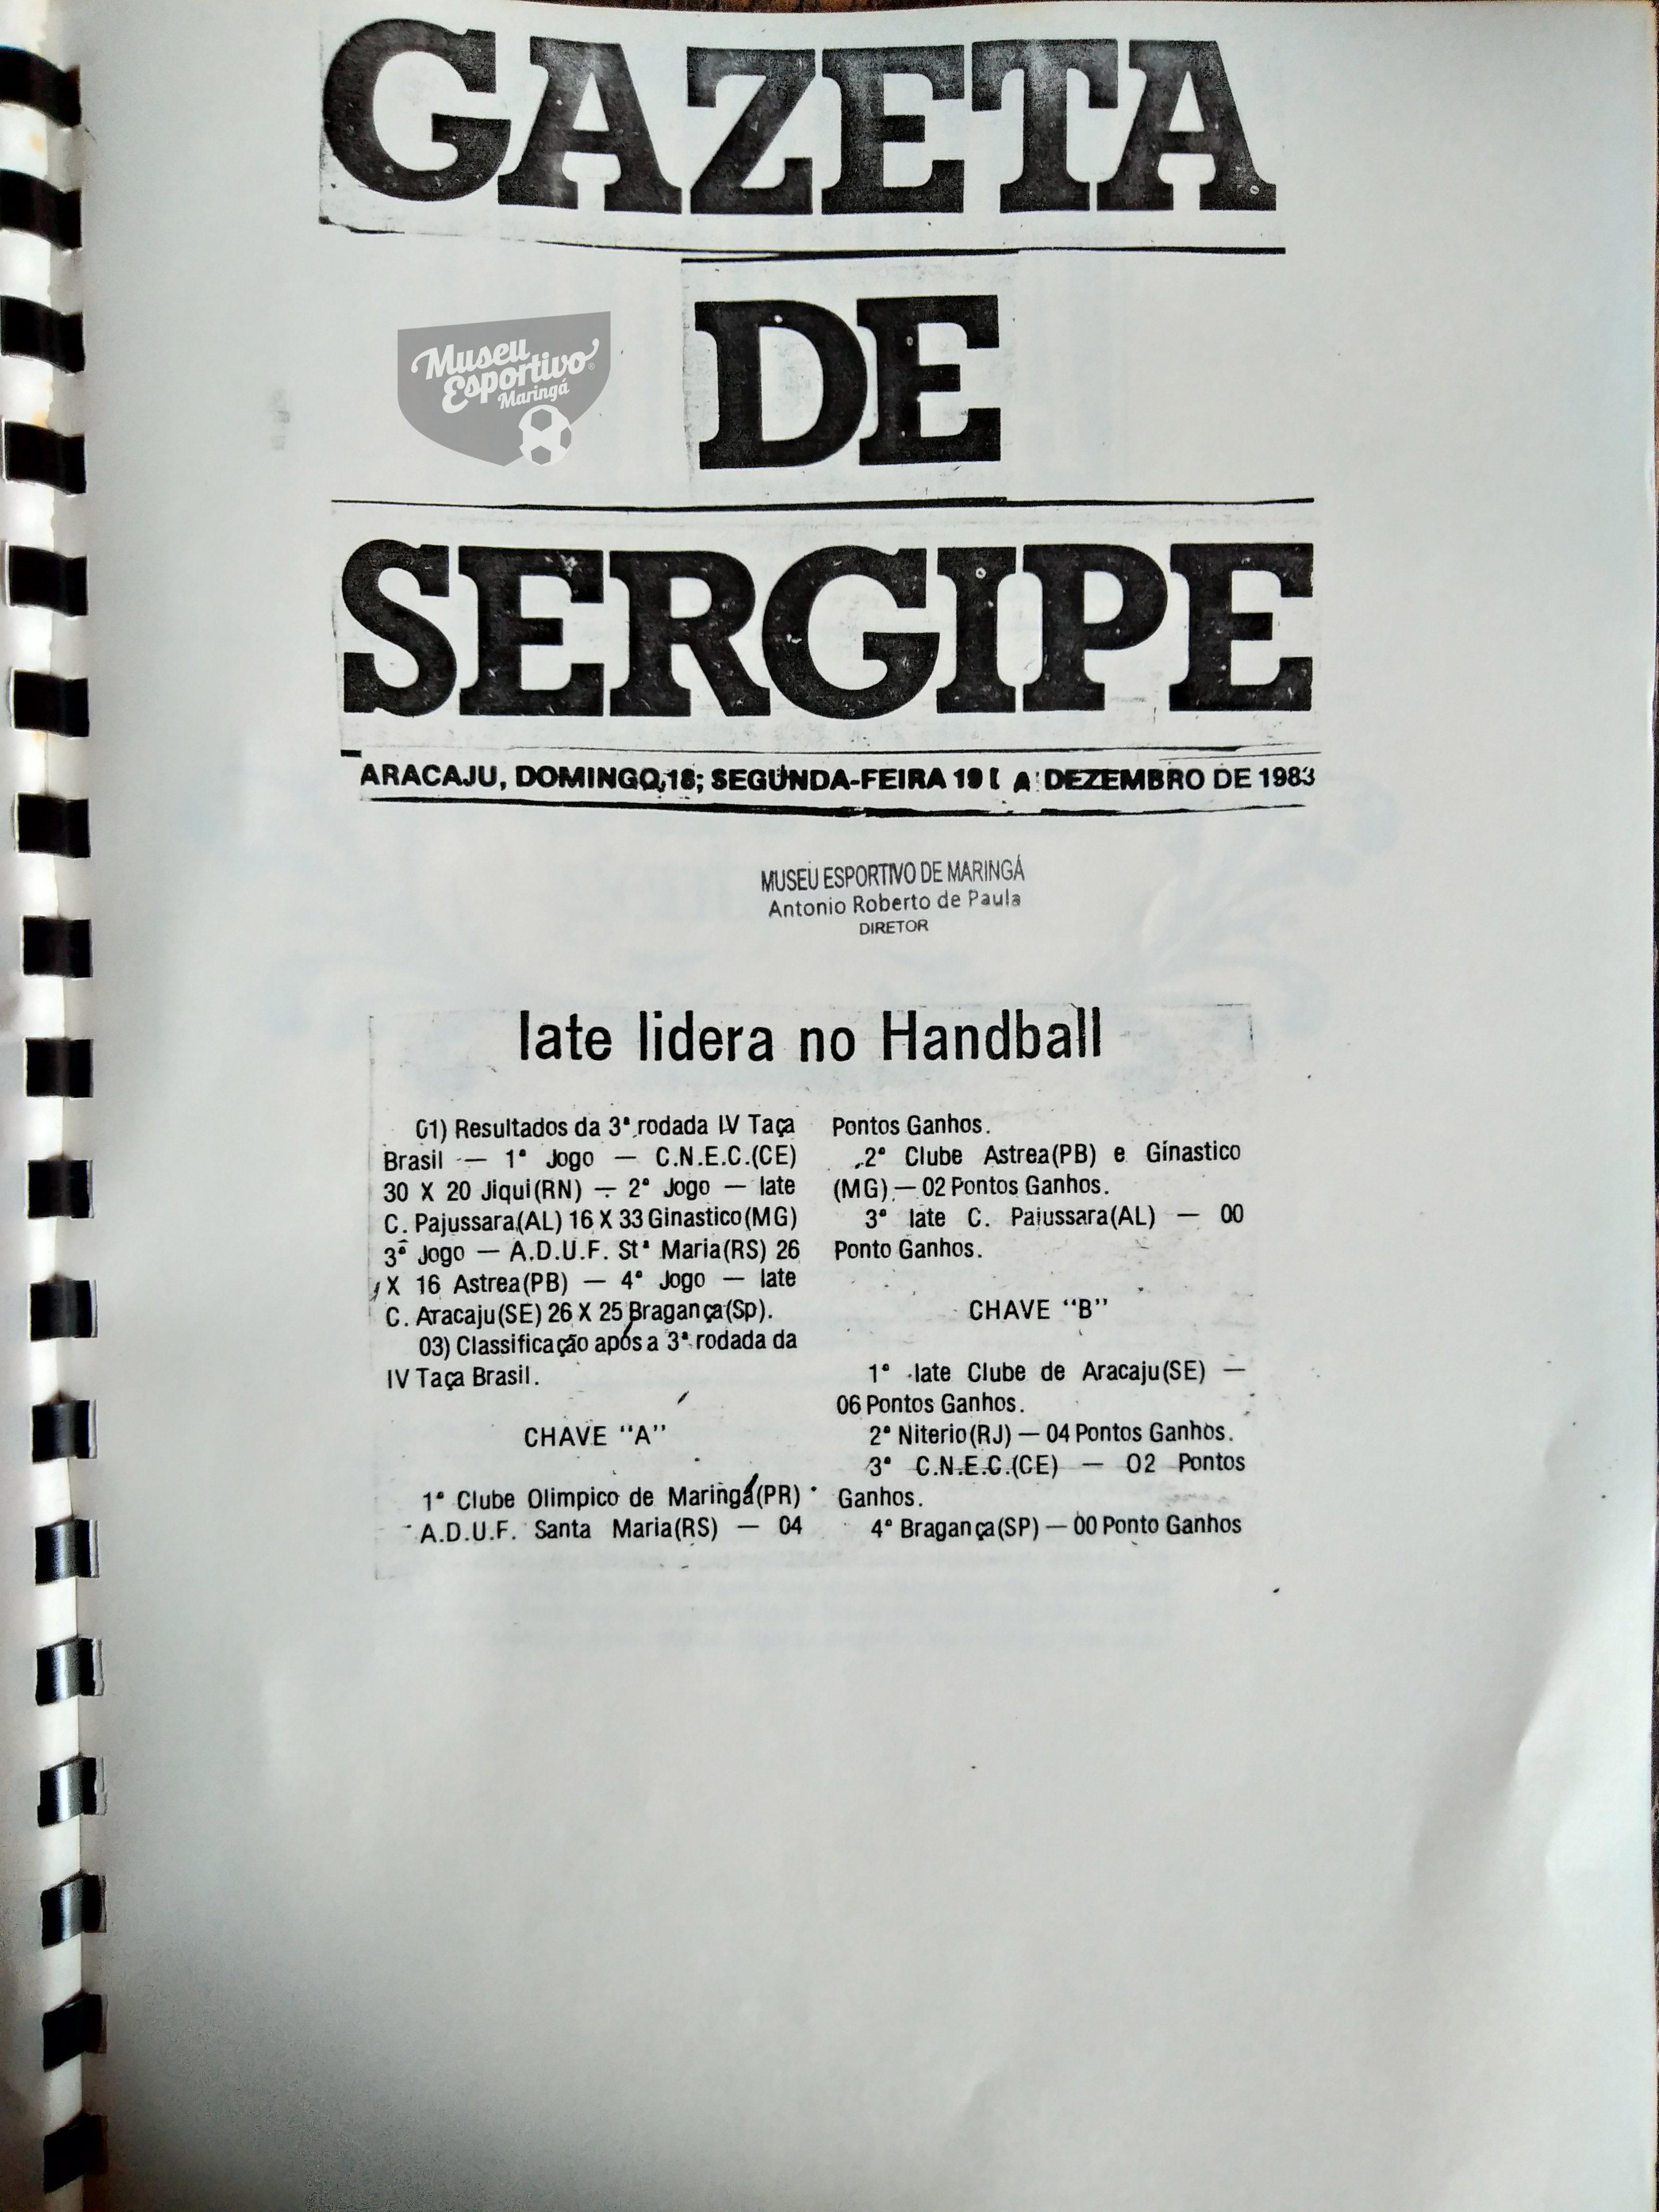 GAZETA
DE
Museu
Esportivo
Maringá
SERGIPE
ARACAJU, DOMINGO,18; SEGUNDA-FEIRA 19 DEZEMBRO DE 1983
MUSEU ESPORTIVO DE MARINGÁ
Antonio Roberto de Paula
DIRETOR
Iate lidera no Handball
01) Resultados da 3ª rodada IV Taça
Brasil — 1º Jogo — C.N.E.C.(CE)
30 X 20 Jiqui(RN) — 2º Jogo — Iate
C. Pajussara(AL) 16 X 33 Ginastico(MG)
3º Jogo — A.D.U.F. Stª Maria(RS) 26
X 16 Astrea(PB) — 4º Jogo — Iate
C. Aracaju(SE) 26 X 25 Bragança(Sp).
03) Classificação após a 3ª rodada da
IV Taça Brasil.
CHAVE "A"
1º Clube Olimpico de Maringá(PR)
A.D.U.F. Santa Maria(RS) — 04
Pontos Ganhos.
2º Clube Astrea(PB) e Ginastico
(MG) — 02 Pontos Ganhos.
3º Iate C. Paiussara(AL) — 00
Ponto Ganhos.
CHAVE "B"
1º Iate Clube de Aracaju(SE) —
06 Pontos Ganhos.
2º Niterio(RJ) — 04 Pontos Ganhos.
3º C.N.E.C.(CE) — 02 Pontos
Ganhos.
4º Bragança(SP) — 00 Ponto Ganhos